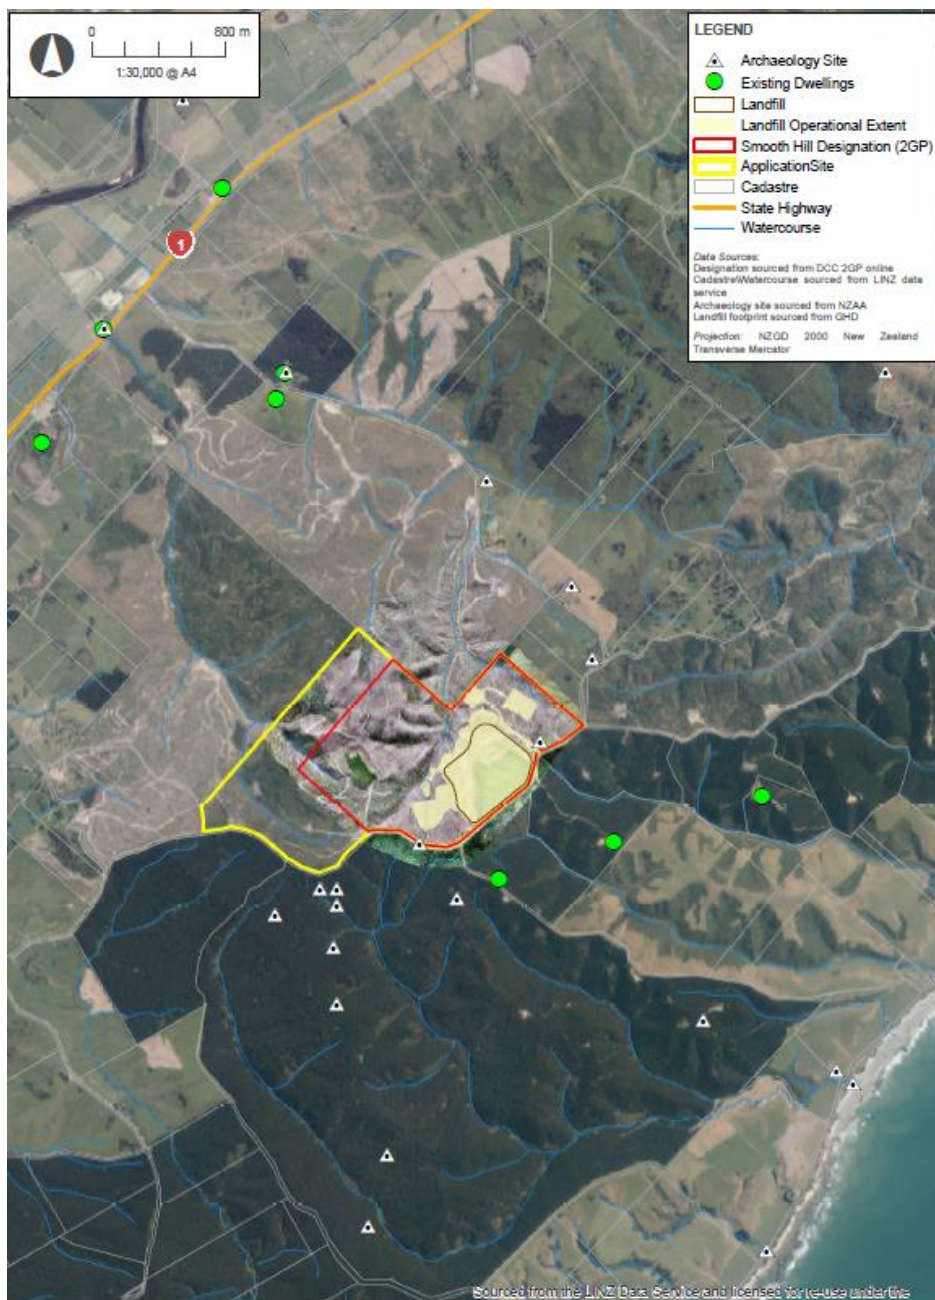 0 800 m
1:30,000 @ A4
LEGEND
Archaeology Site
Existing Dwellings
Landfill
Landfill Operational Extent
Smooth Hill Designation (2GP)
ApplicationSite
Cadastre
State Highway
Watercourse
Data Sources:
Designation sourced from DCC 2GP online
Cadastre\Watercourse sourced from LINZ data
service
Archaeology site sourced from NZAA
Landfill footprint sourced from GHD
Projection: NZGD 2000 New Zealand
Transverse Mercator
1
Sourced from the LINZ Data Service and licensed for re-use under the